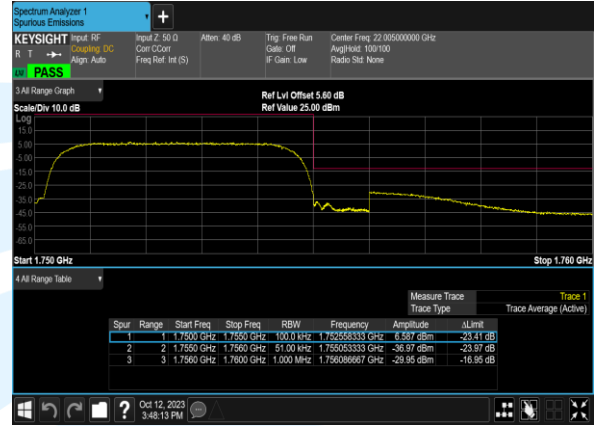 Spectrum Analyzer 1
Spurious Emissions
+
KEYSIGHT Input: RF Input Z: 50 Ω Atten: 40 dB Trig: Free Run Center Freq: 22.005000000 GHz
R T Coupling: DC Corr CCorr Gate: Off Avg|Hold: 100/100
Align: Auto Freq Ref: Int (S) IF Gain: Low Radio Std: None
PASS
3 All Range Graph
Ref Lvl Offset 5.60 dB
Scale/Div 10.0 dB Ref Value 25.00 dBm
Log
15.0
5.00
-5.00
-15.0
-25.0
-35.0
-45.0
-55.0
-65.0
Start 1.750 GHz Stop 1.760 GHz
4 All Range Table
Measure Trace Trace 1
Trace Type Trace Average (Active)
Spur Range Start Freq Stop Freq RBW Frequency Amplitude ΔLimit
1 1 1.7500 GHz 1.7550 GHz 100.0 kHz 1.752558333 GHz 6.587 dBm -23.41 dB
2 2 1.7550 GHz 1.7560 GHz 51.00 kHz 1.755053333 GHz -36.97 dBm -23.97 dB
3 3 1.7560 GHz 1.7600 GHz 1.000 MHz 1.756086667 GHz -29.95 dBm -16.95 dB
? Oct 12, 2023
3:48:13 PM